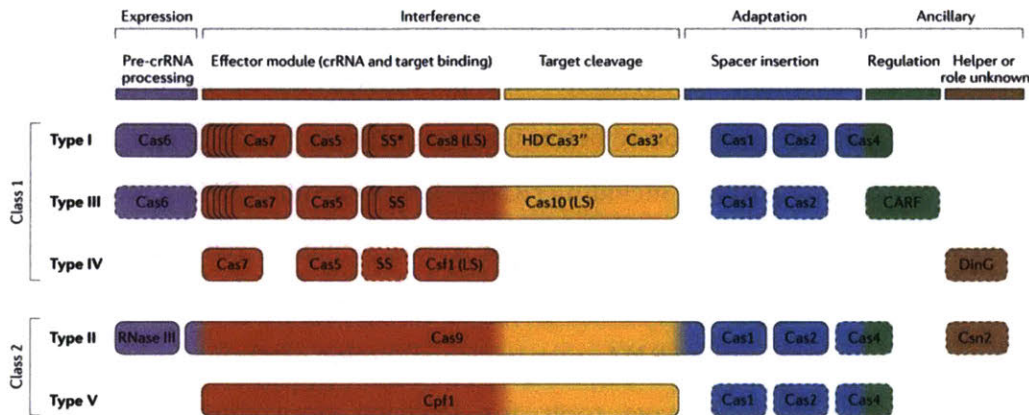 Expression Interference Adaptation Ancillary
Pre-crRNA processing Effector module (crRNA and target binding) Target cleavage Spacer insertion Regulation Helper or role unknown
Class 1
Type I Cas6 Cas7 Cas5 SS* Cas8 (LS) HD Cas3″ Cas3′ Cas1 Cas2 Cas4
Type III Cas6 Cas7 Cas5 SS Cas10 (LS) Cas1 Cas2 CARF
Type IV Cas7 Cas5 SS Csf1 (LS) DinG
Class 2
Type II RNase III Cas9 Cas1 Cas2 Cas4 Csn2
Type V Cpf1 Cas1 Cas2 Cas4